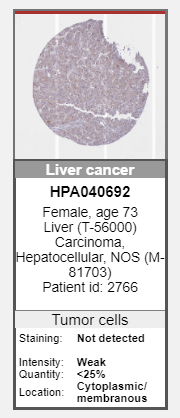 Liver cancer
HPA040692
Female, age 73
Liver (T-56000)
Carcinoma,
Hepatocellular, NOS (M-
81703)
Patient id: 2766
Tumor cells
Staining: Not detected
Intensity: Weak
Quantity: <25%
Location: Cytoplasmic/
membranous